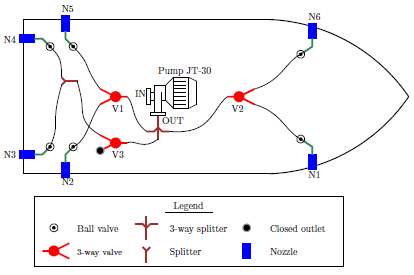 N5
N6
N4
Pump JT-30
IN
V1
V2
OUT
V3
N3
N2
N1
Legend
Ball valve
3-way splitter
Closed outlet
3-way valve
Splitter
Nozzle